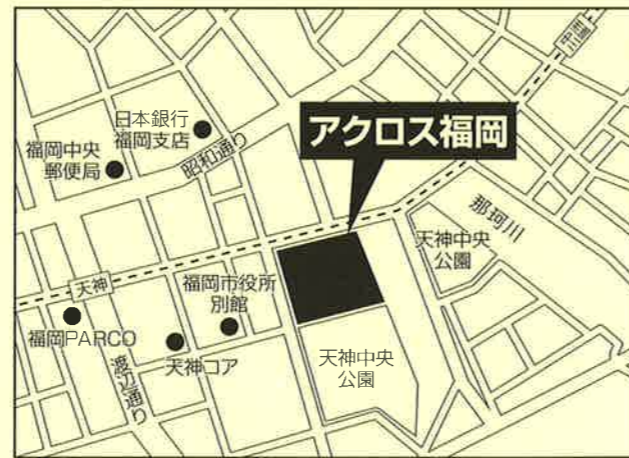 中洲川端
日本銀行
福岡支店
アクロス福岡
福岡中央
郵便局
昭和通り
那珂川
天神中央
公園
天神
福岡市役所
別館
福岡PARCO
天神コア
渡辺通り
天神中央
公園